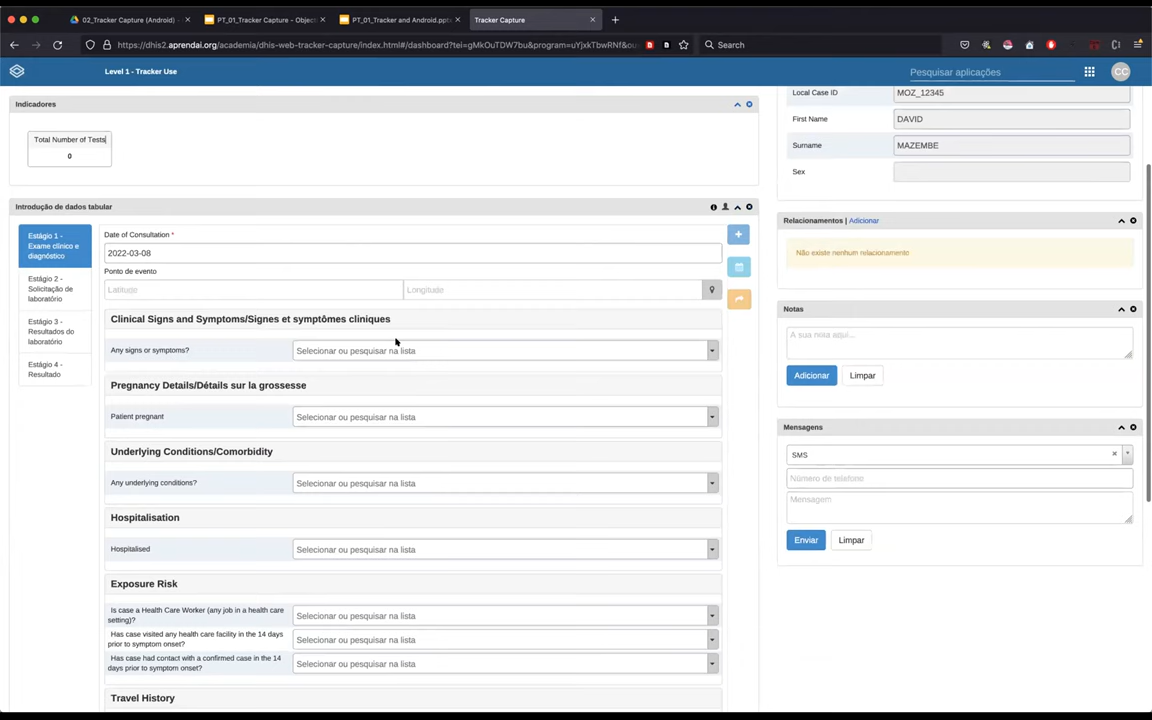 02_Tracker Capture (Android) -
PT_01_Tracker Capture - Object
PT_01_Tracker and Android.ppt
Tracker Capture
https://dhis2.aprendai.org/academia/dhis-web-tracker-capture/index.html#/dashboard?tei=gMkOuTDW7bu&program=uYjxkTbwRNf&ou
Search
Level 1 - Tracker Use
Pesquisar aplicações
CC
Indicadores
Total Number of Tests
0
Introdução de dados tabular
Estágio 1 -
Exame clínico e
diagnóstico
Estágio 2 -
Solicitação de
laboratório
Estágio 3 -
Resultados do
laboratório
Estágio 4 -
Resultado
Date of Consultation *
2022-03-08
Ponto de evento
Latitude
Longitude
Clinical Signs and Symptoms/Signes et symptômes cliniques
Any signs or symptoms?
Selecionar ou pesquisar na lista
Pregnancy Details/Détails sur la grossesse
Patient pregnant
Selecionar ou pesquisar na lista
Underlying Conditions/Comorbidity
Any underlying conditions?
Selecionar ou pesquisar na lista
Hospitalisation
Hospitalised
Selecionar ou pesquisar na lista
Exposure Risk
Is case a Health Care Worker (any job in a health care
setting)?
Selecionar ou pesquisar na lista
Has case visited any health care facility in the 14 days
prior to symptom onset?
Selecionar ou pesquisar na lista
Has case had contact with a confirmed case in the 14
days prior to symptom onset?
Selecionar ou pesquisar na lista
Travel History
Local Case ID
MOZ_12345
First Name
DAVID
Surname
MAZEMBE
Sex
Relacionamentos | Adicionar
Não existe nenhum relacionamento
Notas
A sua nota aqui...
Adicionar
Limpar
Mensagens
SMS
Número de telefone
Mensagem
Enviar
Limpar